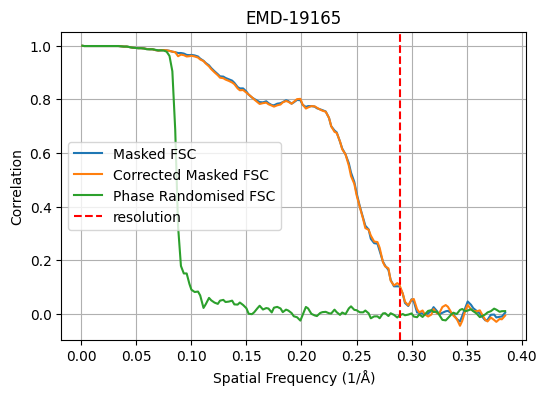 EMD-19165
1.0
0.8
0.6
0.4
0.2
0.0
Correlation
Masked FSC
Corrected Masked FSC
Phase Randomised FSC
resolution
0.00 0.05 0.10 0.15 0.20 0.25 0.30 0.35 0.40
Spatial Frequency (1/Å)